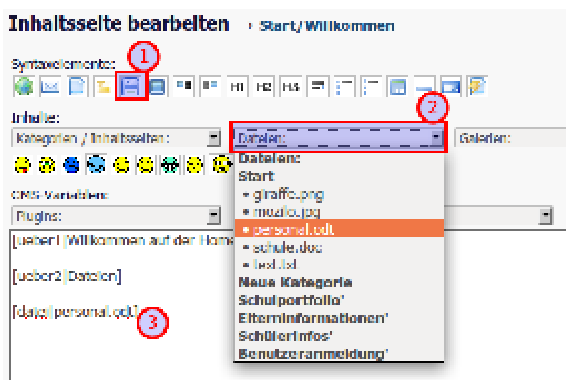 Inhaltsseite bearbeiten › Start/Willkommen
1
Syntaxelemente:
H1 H2 H3
2
Inhalte:
Kategorien / Inhaltsseiten:
Dateien:
Galerien:
Dateien:
Start
• giraffe.png
• mozilo.jpg
• personal.odt
• schule.doc
• test.txt
Neue Kategorie
Schulportfolio'
Elterninformationen'
Schülerinfos'
Benutzeranmeldung'
CMS-Variablen:
Plugins:
[ueber1|Willkommen auf der Home
[ueber2|Dateien]
[datei|personal.odt]
3